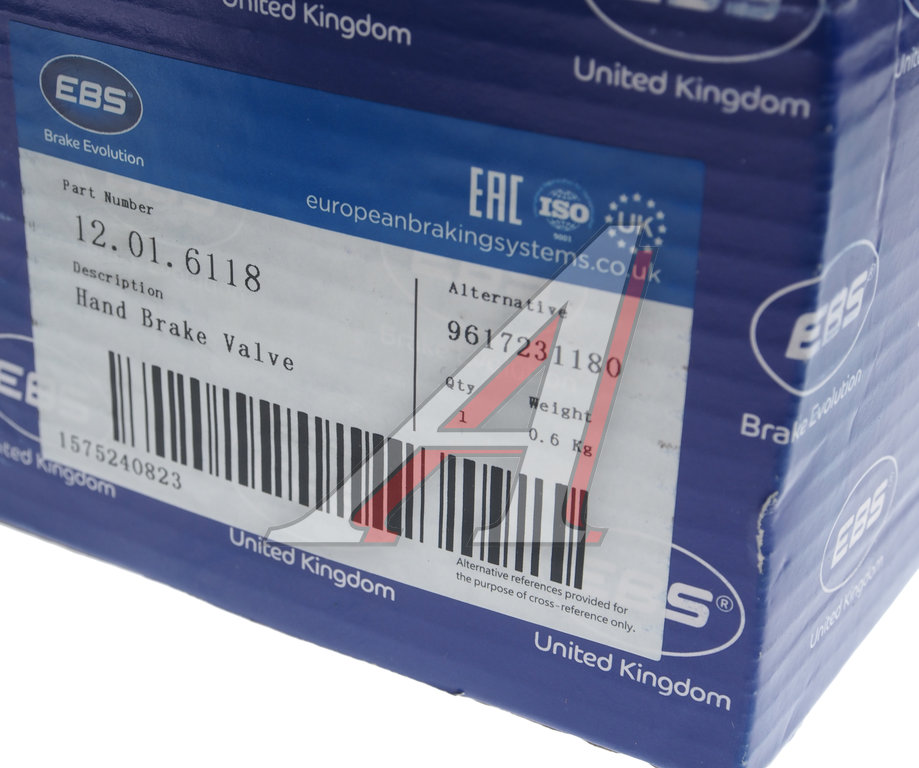 United Kingdom
EBS
United Kingdom
EBS®
Brake Evolution
EAC
ISO
9001
UK
europeanbrakingsystems.co.uk
Part Number
12.01.6118
Description
Hand Brake Valve
Alternative
9617231180
Qty
1
Weight
0.6 Kg
1575240823
Alternative references provided for
the purpose of cross-reference only.
EBS
United Kingdom
United Kingdom
S®
United Kingdom
EBS®
Brake Evolution
EBS
United Kingdom